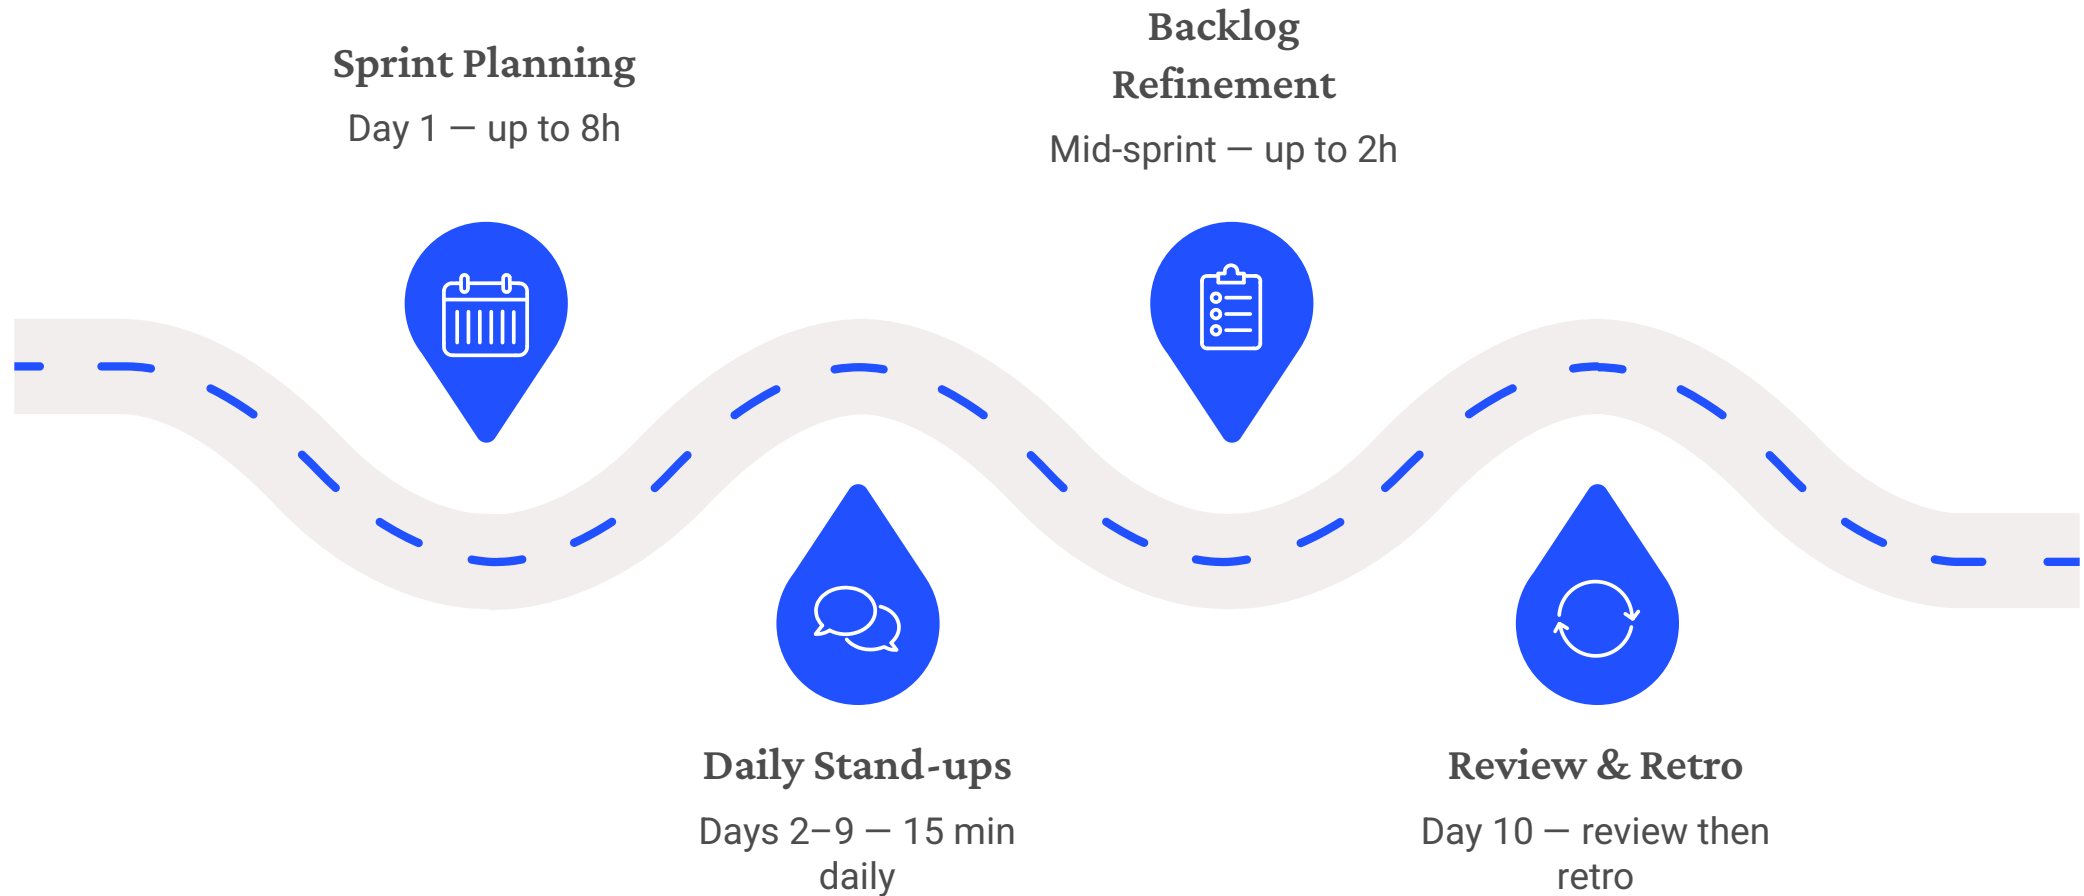 Sprint Planning
Day 1 — up to 8h
Daily Stand-ups
Days 2–9 — 15 min
daily
Backlog
Refinement
Mid-sprint — up to 2h
Review & Retro
Day 10 — review then
retro